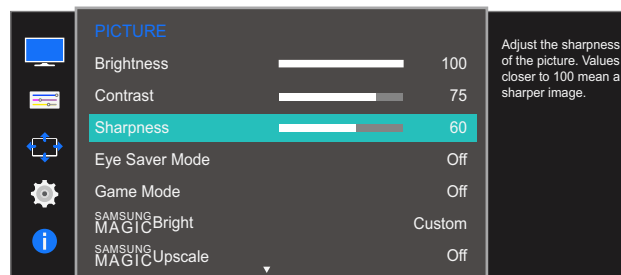 PICTURE
Brightness 100
Contrast 75
Sharpness 60
Eye Saver Mode Off
Game Mode Off
SAMSUNG MAGIC Bright Custom
SAMSUNG MAGIC Upscale Off
Adjust the sharpness
of the picture. Values
closer to 100 mean a
sharper image.
i